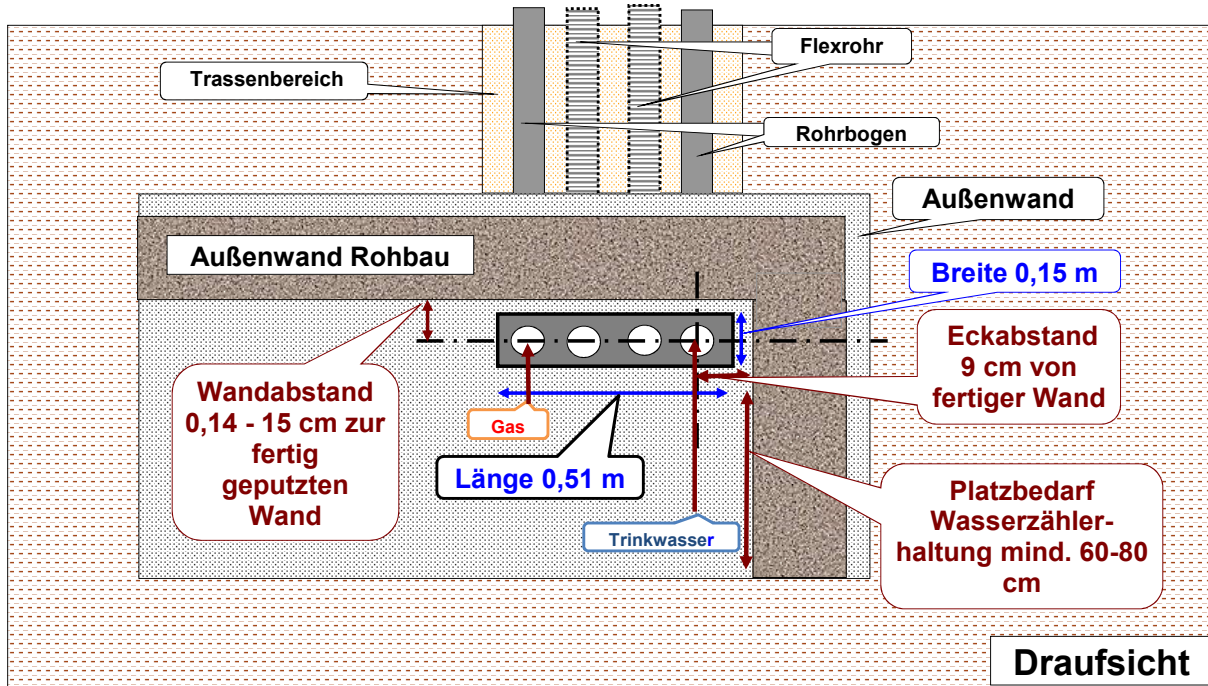 Flexrohr
Trassenbereich
Rohrbogen
Außenwand
Außenwand Rohbau
Breite 0,15 m
Eckabstand
9 cm von
fertiger Wand
Wandabstand
0,14 - 15 cm zur
fertig
geputzten
Wand
Gas
Länge 0,51 m
Platzbedarf
Wasserzähler-
haltung mind. 60-80
cm
Trinkwasser
Draufsicht